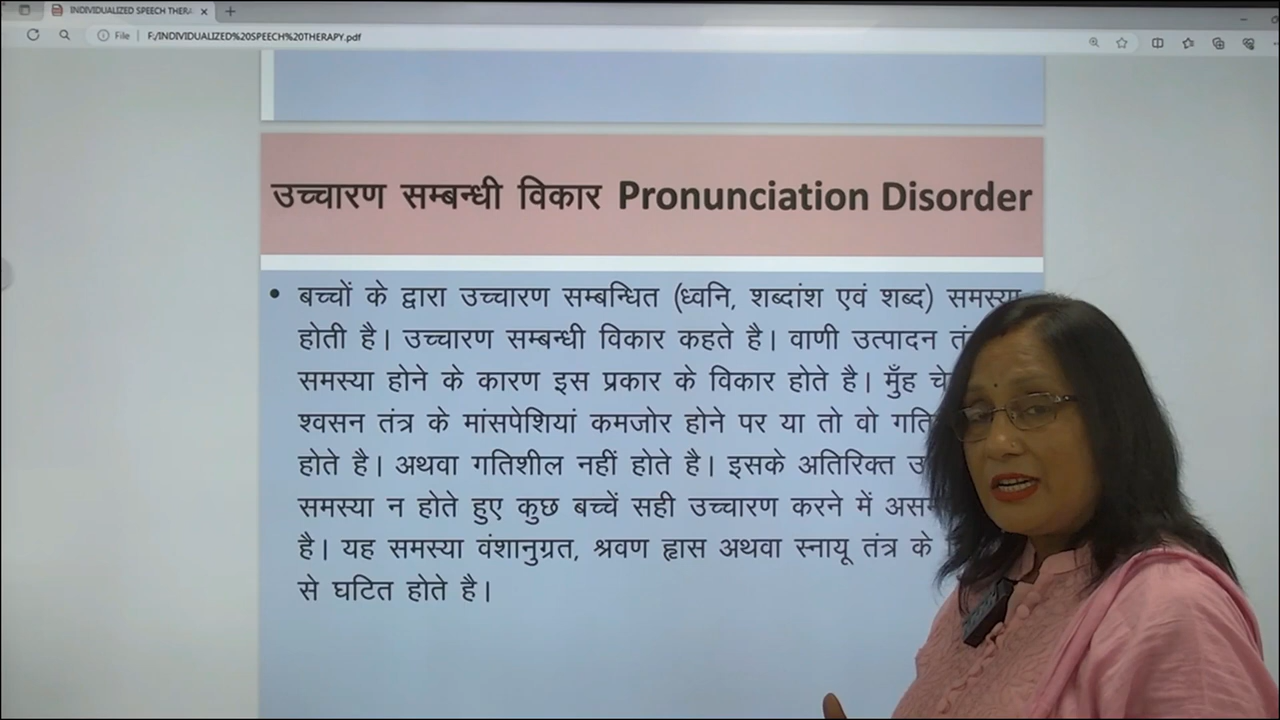 INDIVIDUALIZED SPEECH THERA
File F:/INDIVIDUALIZED%20SPEECH%20THERAPY.pdf
उच्चारण सम्बन्धी विकार Pronunciation Disorder
• बच्चों के द्वारा उच्चारण सम्बन्धित (ध्वनि, शब्दांश एवं शब्द) समस्या
होती है। उच्चारण सम्बन्धी विकार कहते है। वाणी उत्पादन
समस्या होने के कारण इस प्रकार के विकार होते है। मुँह
श्वसन तंत्र के मांसपेशियां कमजोर होने पर या तो वो
होते है। अथवा गतिशील नहीं होते है। इसके अतिरिक्त
समस्या न होते हुए कुछ बच्चें सही उच्चारण करने में
है। यह समस्या वंशानुग्रत, श्रवण ह्रास अथवा स्नायू तंत्र के
से घटित होते है।